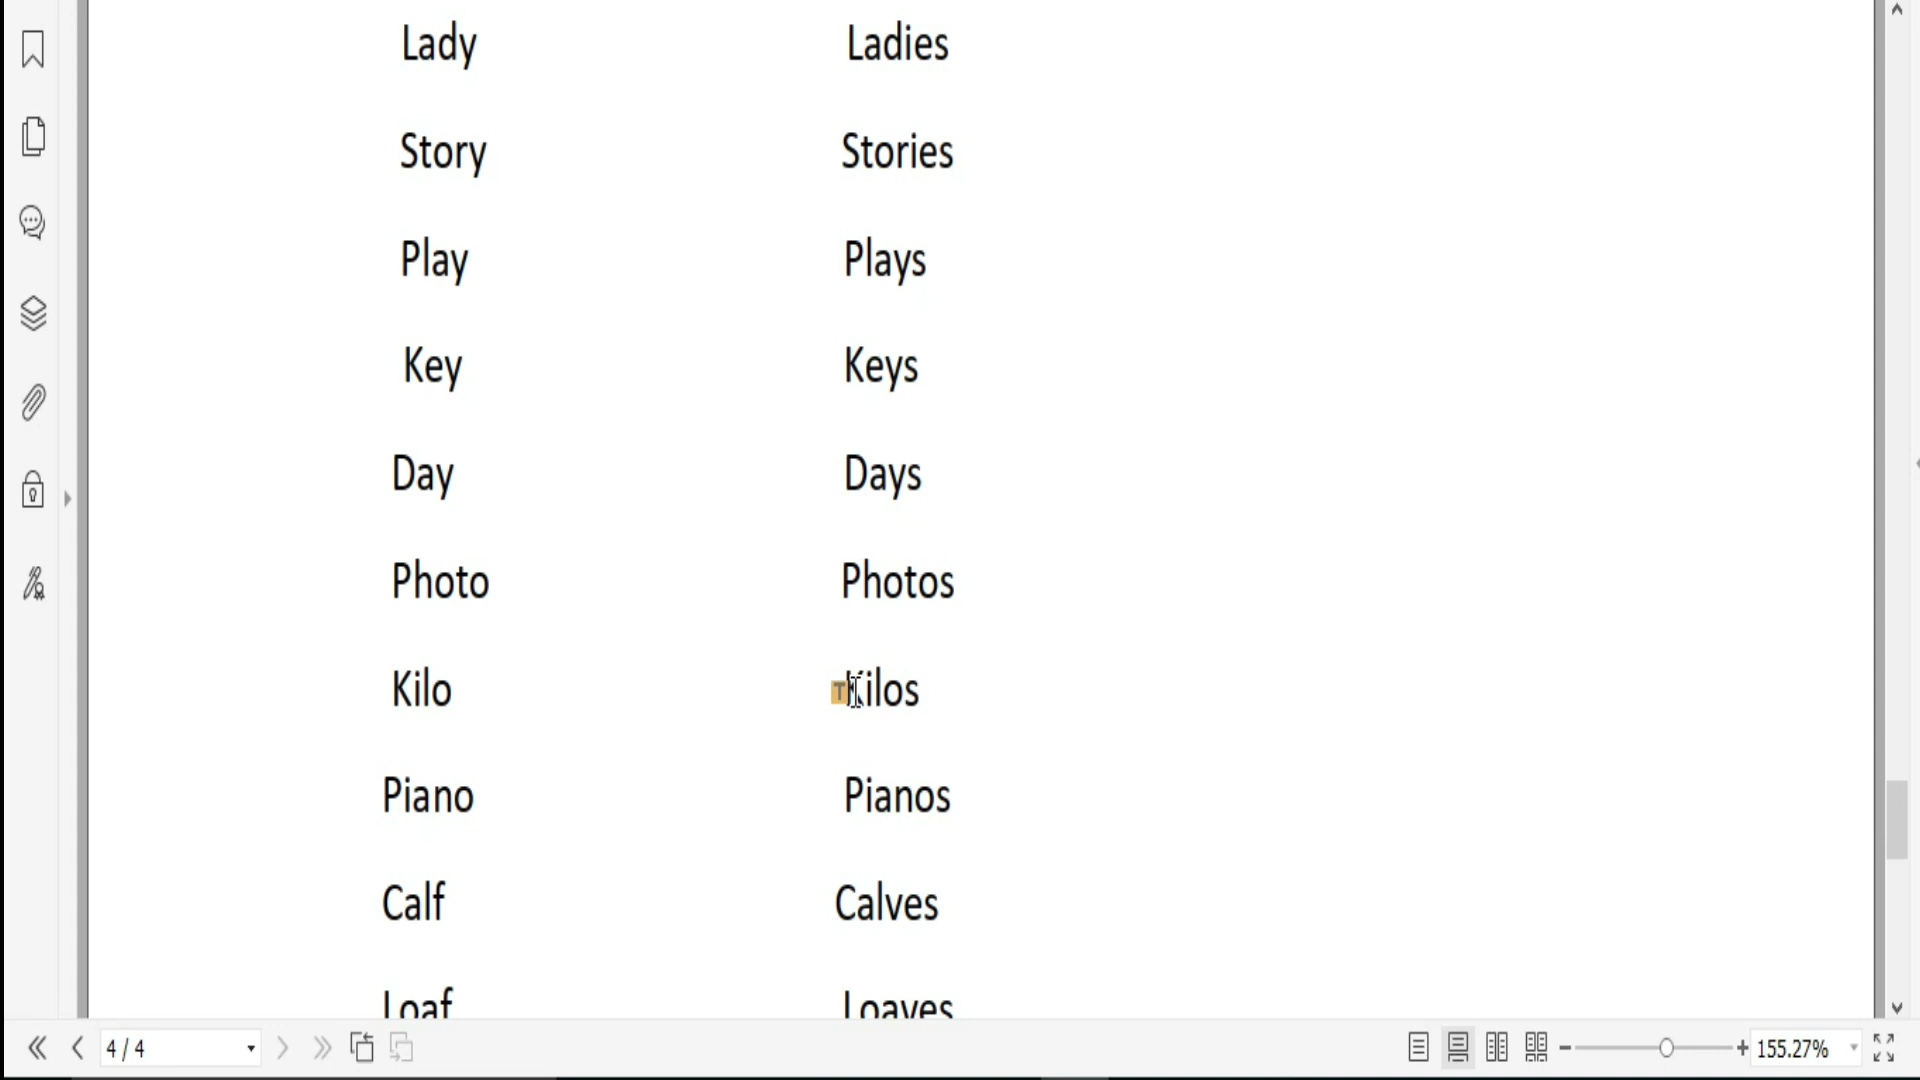 Lady Ladies
Story Stories
Play Plays
Key Keys
Day Days
Photo Photos
Kilo Kilos
Piano Pianos
Calf Calves
Loaf Loaves
4 / 4 155.27%